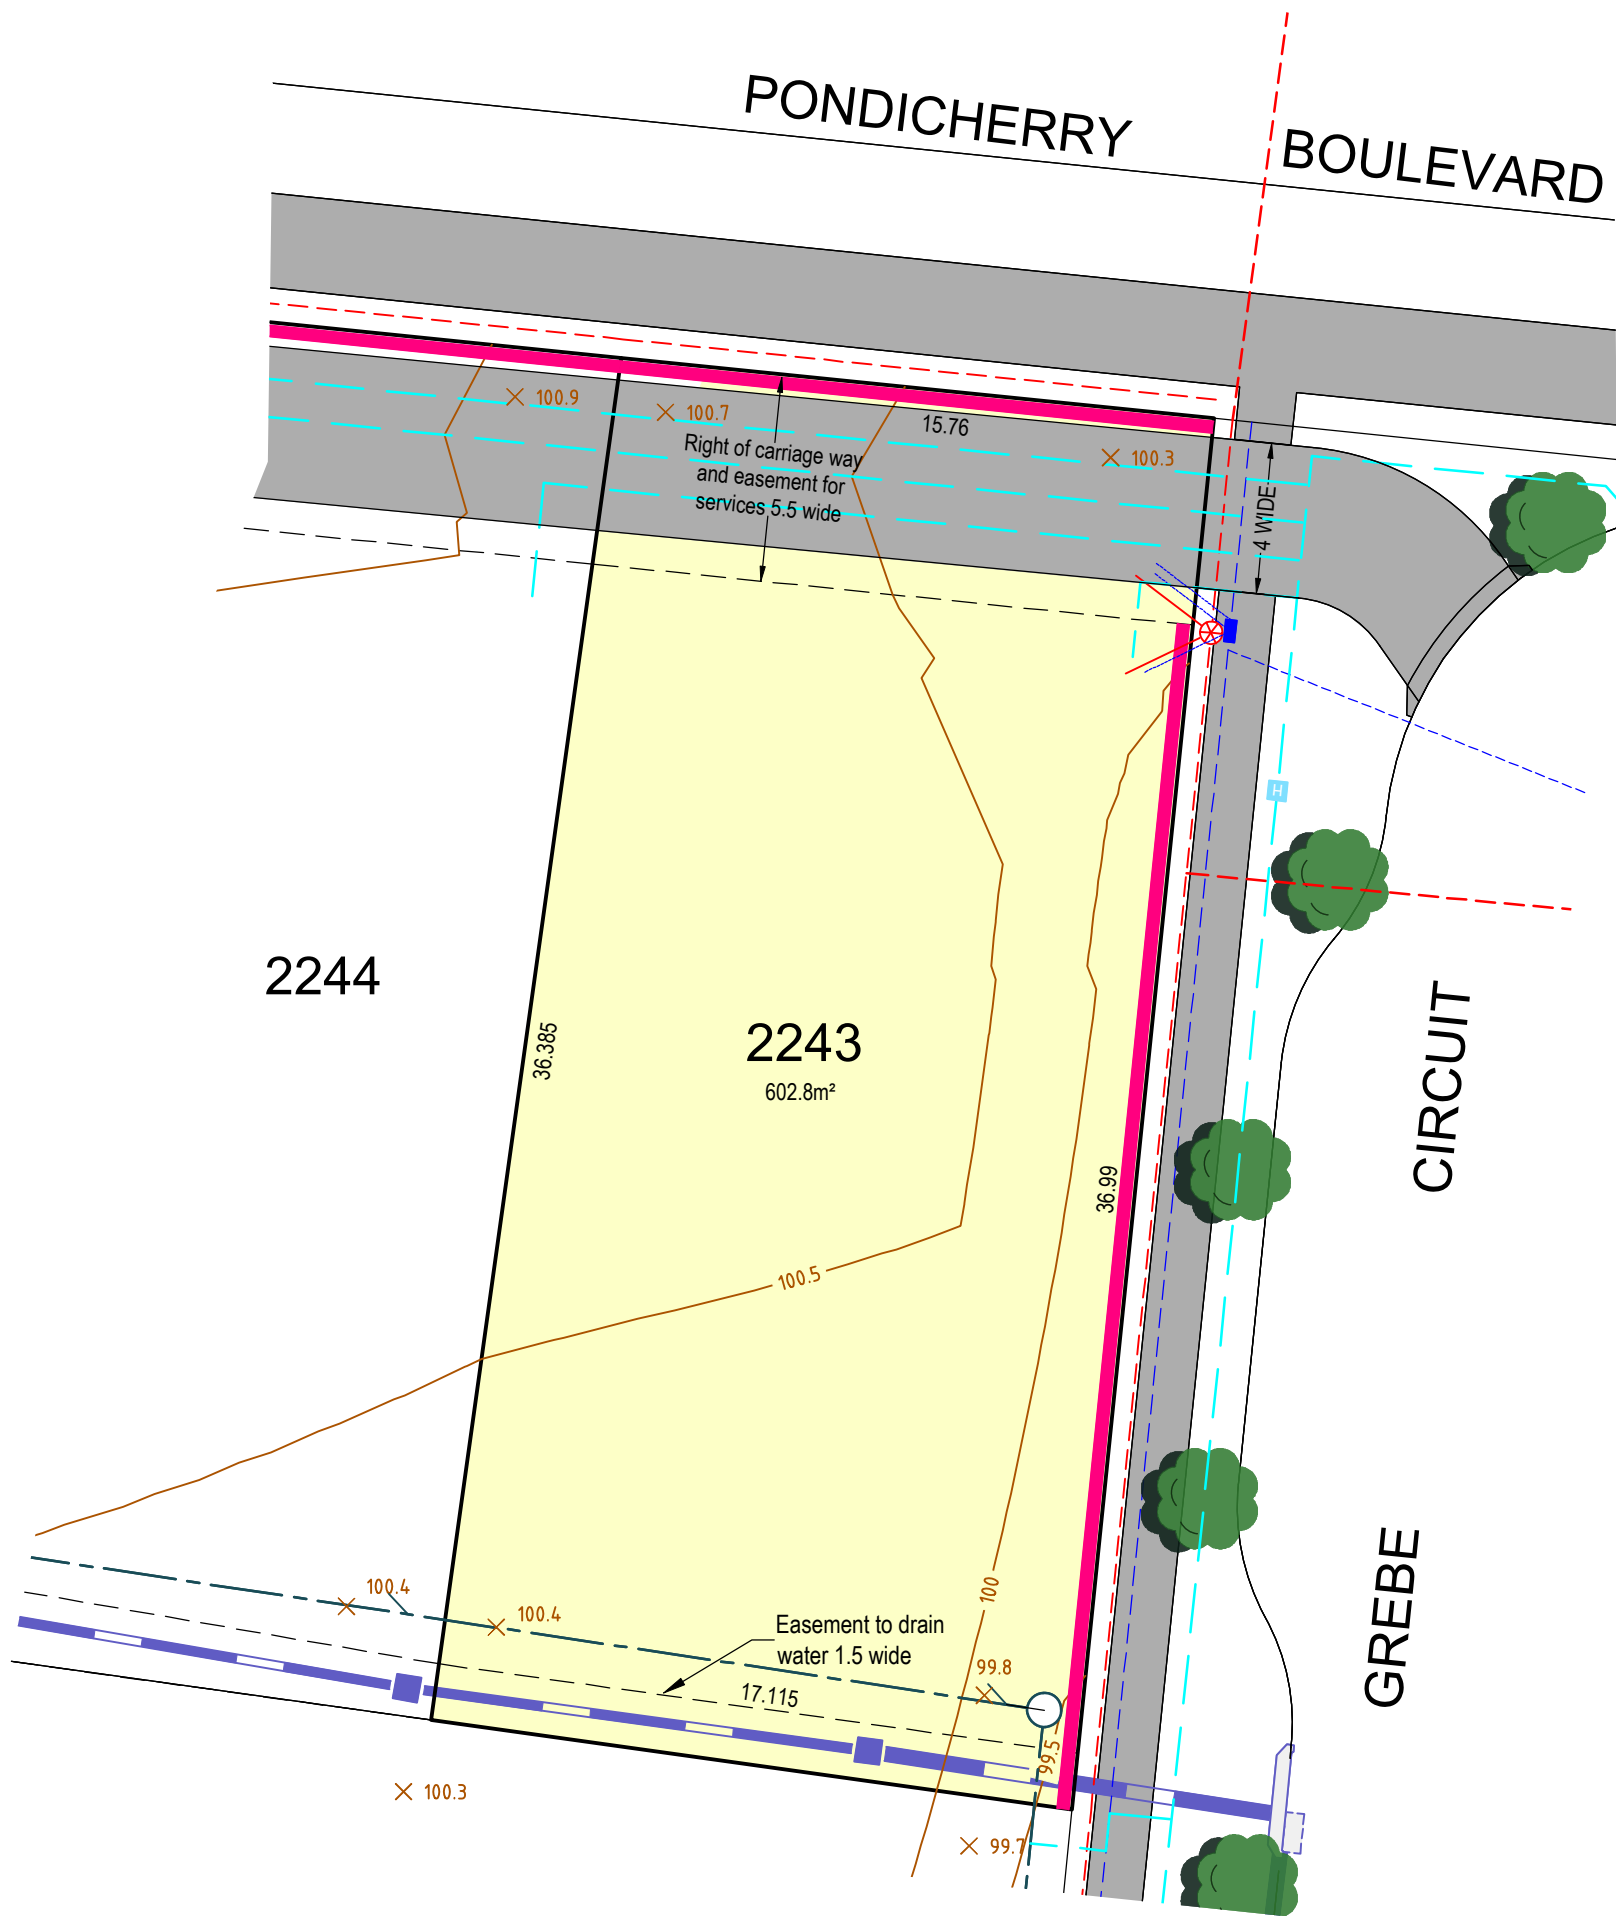 PONDICHERRY BOULEVARD
100.9
100.7
15.76
100.3
Right of carriage way
and easement for
services 5.5 wide
4 WIDE
H
2244
2243
602.8m²
36.385
36.99
CIRCUIT
GREBE
100.5
100
100.4
100.4
Easement to drain
water 1.5 wide
99.8
17.115
99.5
100.3
99.7